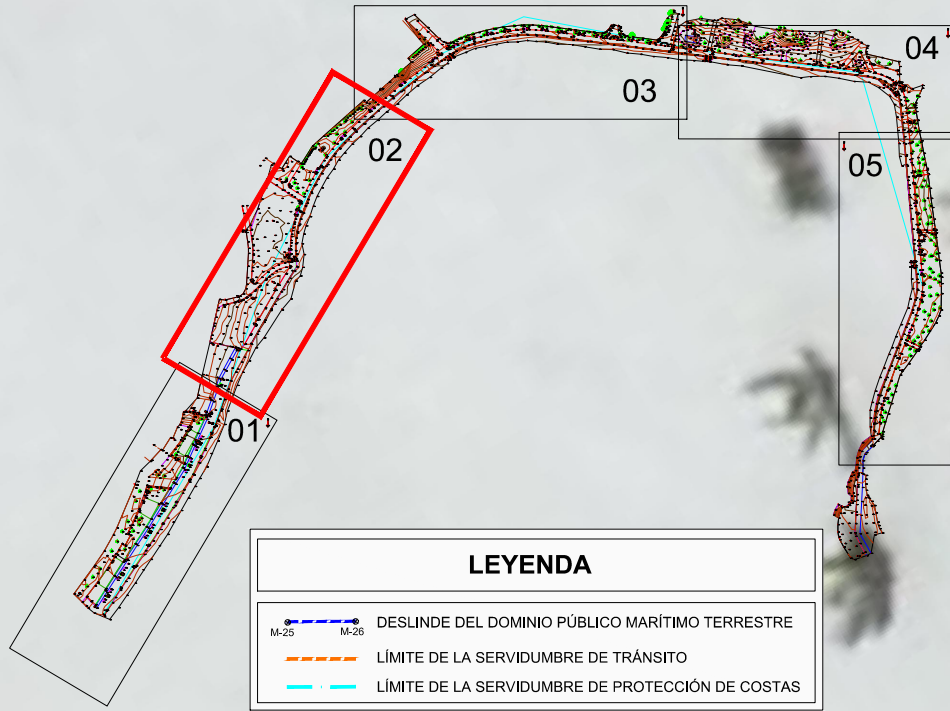 04
03
02
05
01
LEYENDA
M-25 M-26 DESLINDE DEL DOMINIO PÚBLICO MARÍTIMO TERRESTRE
LÍMITE DE LA SERVIDUMBRE DE TRÁNSITO
LÍMITE DE LA SERVIDUMBRE DE PROTECCIÓN DE COSTAS